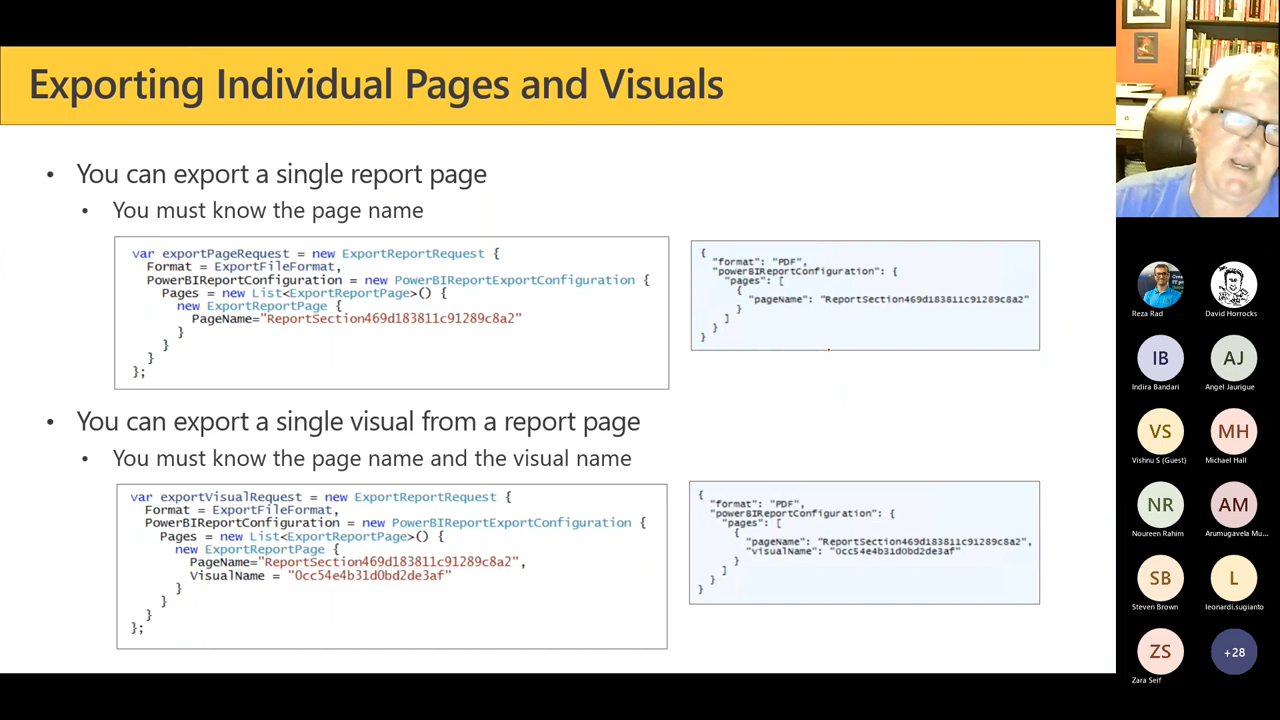 Exporting Individual Pages and Visuals
• You can export a single report page
• You must know the page name
var exportPageRequest = new ExportReportRequest {
Format = ExportFileFormat,
PowerBIReportConfiguration = new PowerBIReportExportConfiguration {
Pages = new List<ExportReportPage>() {
new ExportReportPage {
PageName="ReportSection469d183811c91289c8a2"
}
}
}
};
{
"format": "PDF",
"powerBIReportConfiguration": {
"pages": [
{
"pageName": "ReportSection469d183811c91289c8a2"
}
]
}
}
• You can export a single visual from a report page
• You must know the page name and the visual name
var exportVisualRequest = new ExportReportRequest {
Format = ExportFileFormat,
PowerBIReportConfiguration = new PowerBIReportExportConfiguration {
Pages = new List<ExportReportPage>() {
new ExportReportPage {
PageName="ReportSection469d183811c91289c8a2",
VisualName = "0cc54e4b31d0bd2de3af"
}
}
}
};
{
"format": "PDF",
"powerBIReportConfiguration": {
"pages": [
{
"pageName": "ReportSection469d183811c91289c8a2",
"visualName": "0cc54e4b31d0bd2de3af"
}
]
}
}
Reza Rad
David Horrocks
IB
AJ
Indira Bandari
Angel Jaurigue
VS
MH
Vishnu S (Guest)
Michael Hall
NR
AM
Noureen Rahim
Arumugavela Mu...
SB
L
Steven Brown
leonardi.sugianto
ZS
+28
Zara Seif